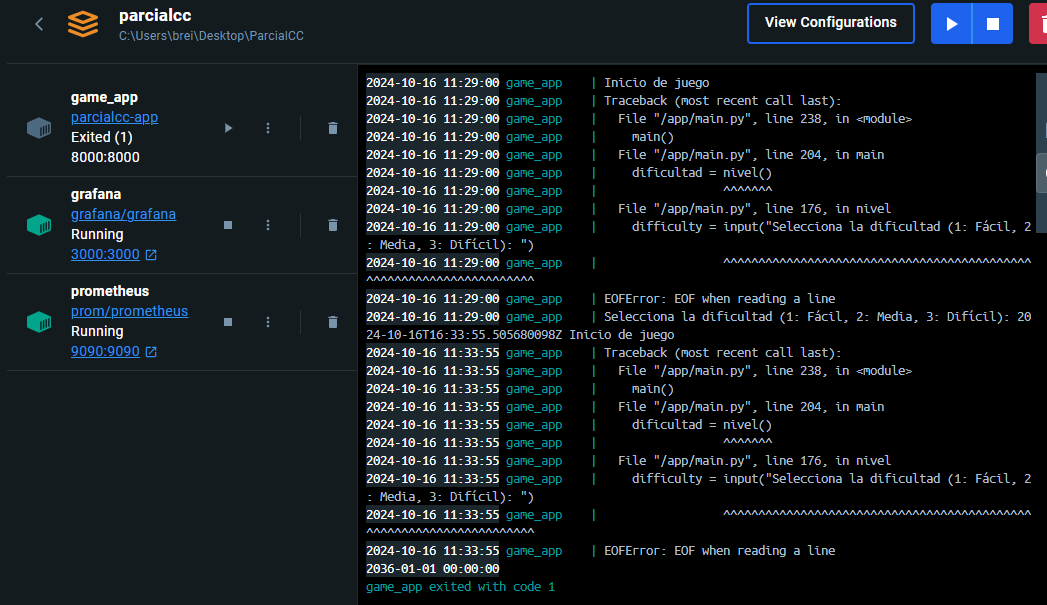 parcialcc
C:\Users\brei\Desktop\ParcialCC
View Configurations
game_app
parcialcc-app
Exited (1)
8000:8000
grafana
grafana/grafana
Running
3000:3000
prometheus
prom/prometheus
Running
9090:9090
2024-10-16 11:29:00 game_app | Inicio de juego
2024-10-16 11:29:00 game_app | Traceback (most recent call last):
2024-10-16 11:29:00 game_app | File "/app/main.py", line 238, in <module>
2024-10-16 11:29:00 game_app | main()
2024-10-16 11:29:00 game_app | File "/app/main.py", line 204, in main
2024-10-16 11:29:00 game_app | dificultad = nivel()
2024-10-16 11:29:00 game_app | ^^^^^^^
2024-10-16 11:29:00 game_app | File "/app/main.py", line 176, in nivel
2024-10-16 11:29:00 game_app | difficulty = input("Selecciona la dificultad (1: Fácil, 2
: Media, 3: Difícil): ")
2024-10-16 11:29:00 game_app | ^^^^^^^^^^^^^^^^^^^^^^^^^^^^^^^^^^^^^^^^^^^^
^^^^^^^^^^^^^^^^^^^^^^^^
2024-10-16 11:29:00 game_app | EOFError: EOF when reading a line
2024-10-16 11:29:00 game_app | Selecciona la dificultad (1: Fácil, 2: Media, 3: Difícil): 20
24-10-16T16:33:55.505680098Z Inicio de juego
2024-10-16 11:33:55 game_app | Traceback (most recent call last):
2024-10-16 11:33:55 game_app | File "/app/main.py", line 238, in <module>
2024-10-16 11:33:55 game_app | main()
2024-10-16 11:33:55 game_app | File "/app/main.py", line 204, in main
2024-10-16 11:33:55 game_app | dificultad = nivel()
2024-10-16 11:33:55 game_app | ^^^^^^^
2024-10-16 11:33:55 game_app | File "/app/main.py", line 176, in nivel
2024-10-16 11:33:55 game_app | difficulty = input("Selecciona la dificultad (1: Fácil, 2
: Media, 3: Difícil): ")
2024-10-16 11:33:55 game_app | ^^^^^^^^^^^^^^^^^^^^^^^^^^^^^^^^^^^^^^^^^^^^
^^^^^^^^^^^^^^^^^^^^^^^^
2024-10-16 11:33:55 game_app | EOFError: EOF when reading a line
2036-01-01 00:00:00
game_app exited with code 1